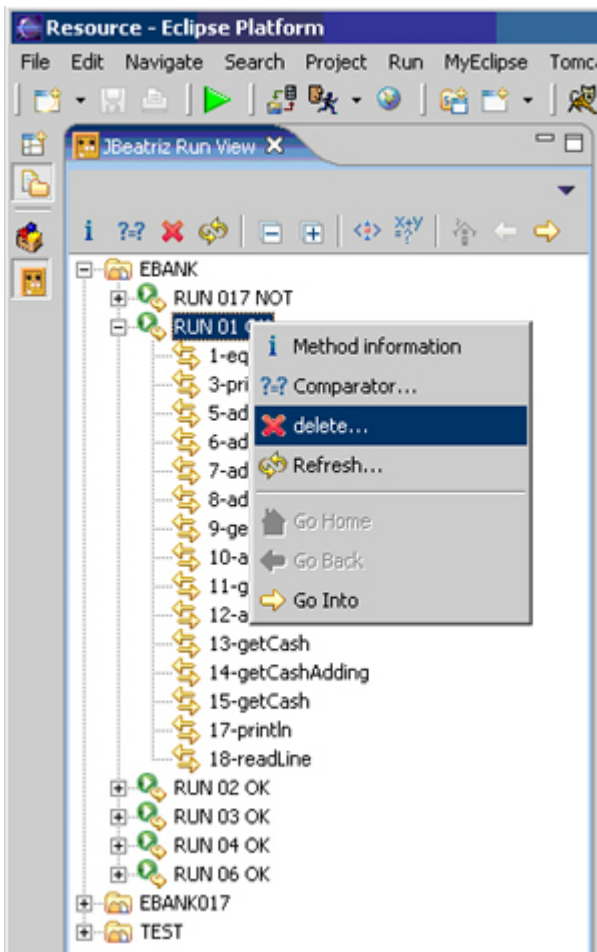 Resource - Eclipse Platform
File Edit Navigate Search Project Run MyEclipse Tomca
JBeatriz Run View
EBANK
RUN 017 NOT
RUN 01
Method information
1-eq
Comparator...
3-pri
delete...
5-ad
6-ad
Refresh...
7-ad
8-ad
9-ge
Go Home
10-a
Go Back
11-g
Go Into
12-a
13-getCash
14-getCashAdding
15-getCash
17-println
18-readLine
RUN 02 OK
RUN 03 OK
RUN 04 OK
RUN 06 OK
EBANK017
TEST